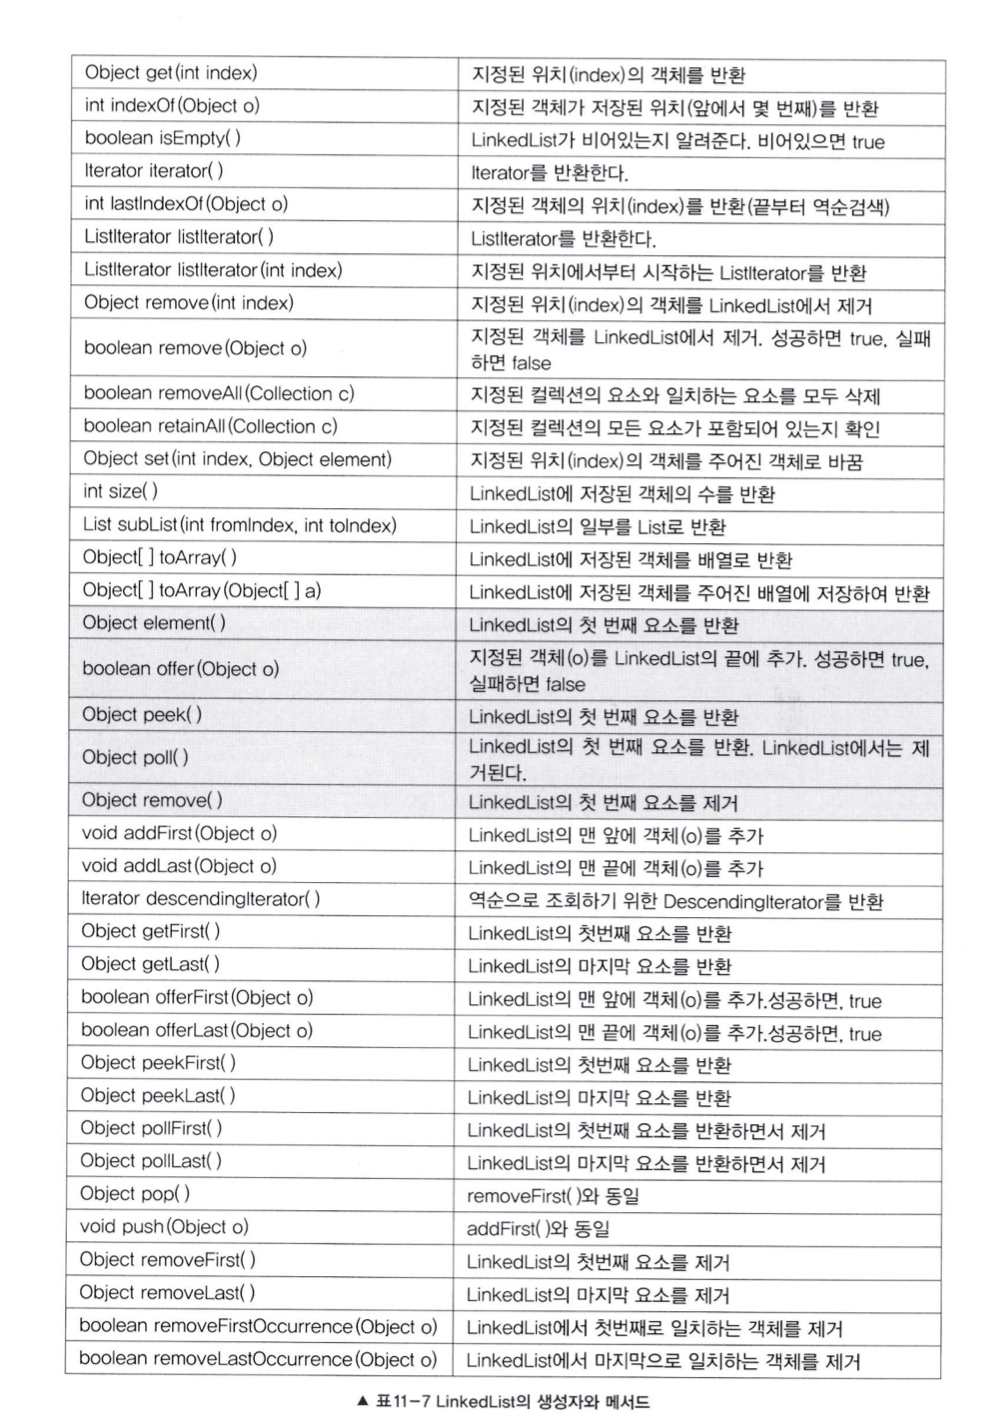 Object get(int index) 지정된 위치(index)의 객체를 반환
int indexOf(Object o) 지정된 객체가 저장된 위치(앞에서 몇 번째)를 반환
boolean isEmpty( ) LinkedList가 비어있는지 알려준다. 비어있으면 true
Iterator iterator( ) Iterator를 반환한다.
int lastIndexOf(Object o) 지정된 객체의 위치(index)를 반환(끝부터 역순검색)
ListIterator listIterator( ) ListIterator를 반환한다.
ListIterator listIterator(int index) 지정된 위치에서부터 시작하는 ListIterator를 반환
Object remove(int index) 지정된 위치(index)의 객체를 LinkedList에서 제거
boolean remove(Object o) 지정된 객체를 LinkedList에서 제거. 성공하면 true, 실패
하면 false
boolean removeAll(Collection c) 지정된 컬렉션의 요소와 일치하는 요소를 모두 삭제
boolean retainAll(Collection c) 지정된 컬렉션의 모든 요소가 포함되어 있는지 확인
Object set(int index, Object element) 지정된 위치(index)의 객체를 주어진 객체로 바꿈
int size( ) LinkedList에 저장된 객체의 수를 반환
List subList(int fromIndex, int toIndex) LinkedList의 일부를 List로 반환
Object[ ] toArray( ) LinkedList에 저장된 객체를 배열로 반환
Object[ ] toArray(Object[ ] a) LinkedList에 저장된 객체를 주어진 배열에 저장하여 반환
Object element( ) LinkedList의 첫 번째 요소를 반환
boolean offer(Object o) 지정된 객체(o)를 LinkedList의 끝에 추가. 성공하면 true,
실패하면 false
Object peek( ) LinkedList의 첫 번째 요소를 반환
Object poll( ) LinkedList의 첫 번째 요소를 반환. LinkedList에서는 제
거된다.
Object remove( ) LinkedList의 첫 번째 요소를 제거
void addFirst(Object o) LinkedList의 맨 앞에 객체(o)를 추가
void addLast(Object o) LinkedList의 맨 끝에 객체(o)를 추가
Iterator descendingIterator( ) 역순으로 조회하기 위한 DescendingIterator를 반환
Object getFirst( ) LinkedList의 첫번째 요소를 반환
Object getLast( ) LinkedList의 마지막 요소를 반환
boolean offerFirst(Object o) LinkedList의 맨 앞에 객체(o)를 추가.성공하면, true
boolean offerLast(Object o) LinkedList의 맨 끝에 객체(o)를 추가.성공하면, true
Object peekFirst( ) LinkedList의 첫번째 요소를 반환
Object peekLast( ) LinkedList의 마지막 요소를 반환
Object pollFirst( ) LinkedList의 첫번째 요소를 반환하면서 제거
Object pollLast( ) LinkedList의 마지막 요소를 반환하면서 제거
Object pop( ) removeFirst( )와 동일
void push(Object o) addFirst( )와 동일
Object removeFirst( ) LinkedList의 첫번째 요소를 제거
Object removeLast( ) LinkedList의 마지막 요소를 제거
boolean removeFirstOccurrence(Object o) LinkedList에서 첫번째로 일치하는 객체를 제거
boolean removeLastOccurrence(Object o) LinkedList에서 마지막으로 일치하는 객체를 제거
▲ 표11-7 LinkedList의 생성자와 메서드